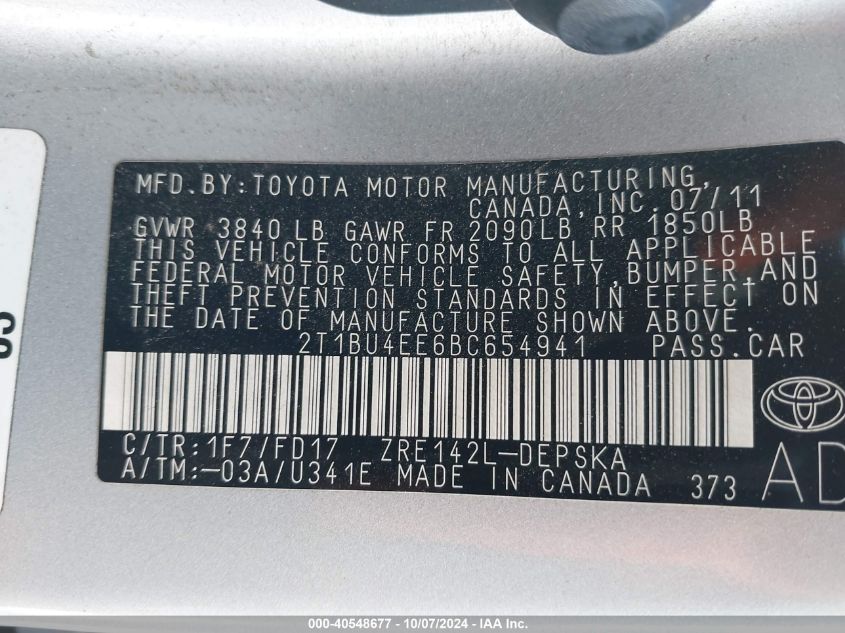 MFD.BY:TOYOTA MOTOR MANUFACTURING,
CANADA,INC.07/11
GVWR 3840 LB GAWR FR 2090LB RR 1850LB
THIS VEHICLE CONFORMS TO ALL APPLICABLE
FEDERAL MOTOR VEHICLE SAFETY,BUMPER,AND
THEFT PREVENTION STANDARDS IN EFFECT ON
THE DATE OF MANUFACTURE SHOWN ABOVE.
2T1BU4EE6BC654941 PASS.CAR
C/TR:1F7/FD17 ZRE142L-DEPSKA
A/TM:-03A/U341E MADE IN CANADA 373
AD
000-40548677 - 10/07/2024 - IAA Inc.